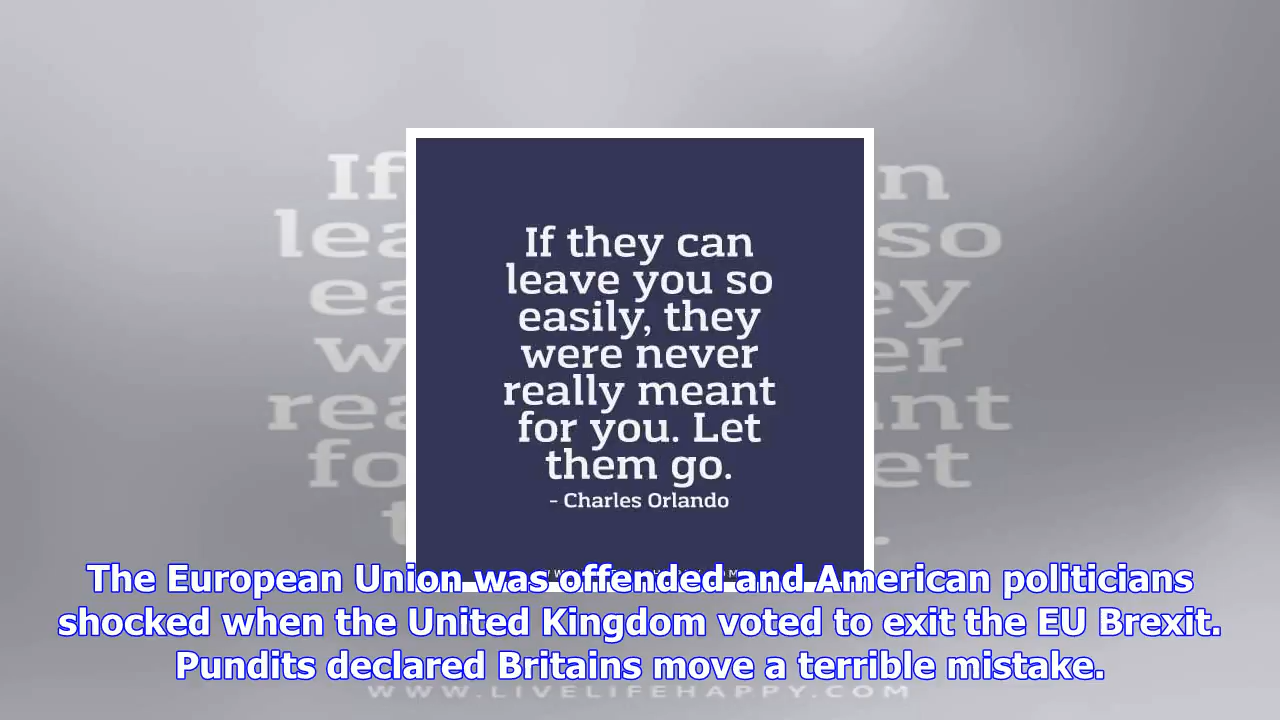 If they can
leave you so
easily, they
were never
really meant
for you. Let
them go.
- Charles Orlando
The European Union was offended and American politicians
shocked when the United Kingdom voted to exit the EU Brexit.
Pundits declared Britains move a terrible mistake.
WWW.LIVELIFEHAPPY.COM